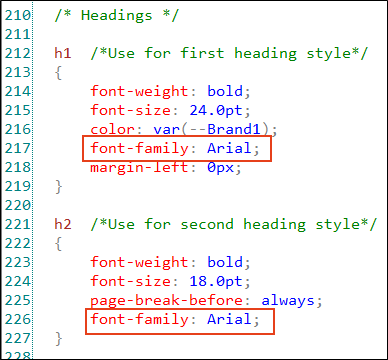 210 /* Headings */
211
212 h1 /*Use for first heading style*/
213 {
214 font-weight: bold;
215 font-size: 24.0pt;
216 color: var(--Brand1);
217 font-family: Arial;
218 margin-left: 0px;
219 }
220
221 h2 /*Use for second heading style*/
222 {
223 font-weight: bold;
224 font-size: 18.0pt;
225 page-break-before: always;
226 font-family: Arial;
227 }